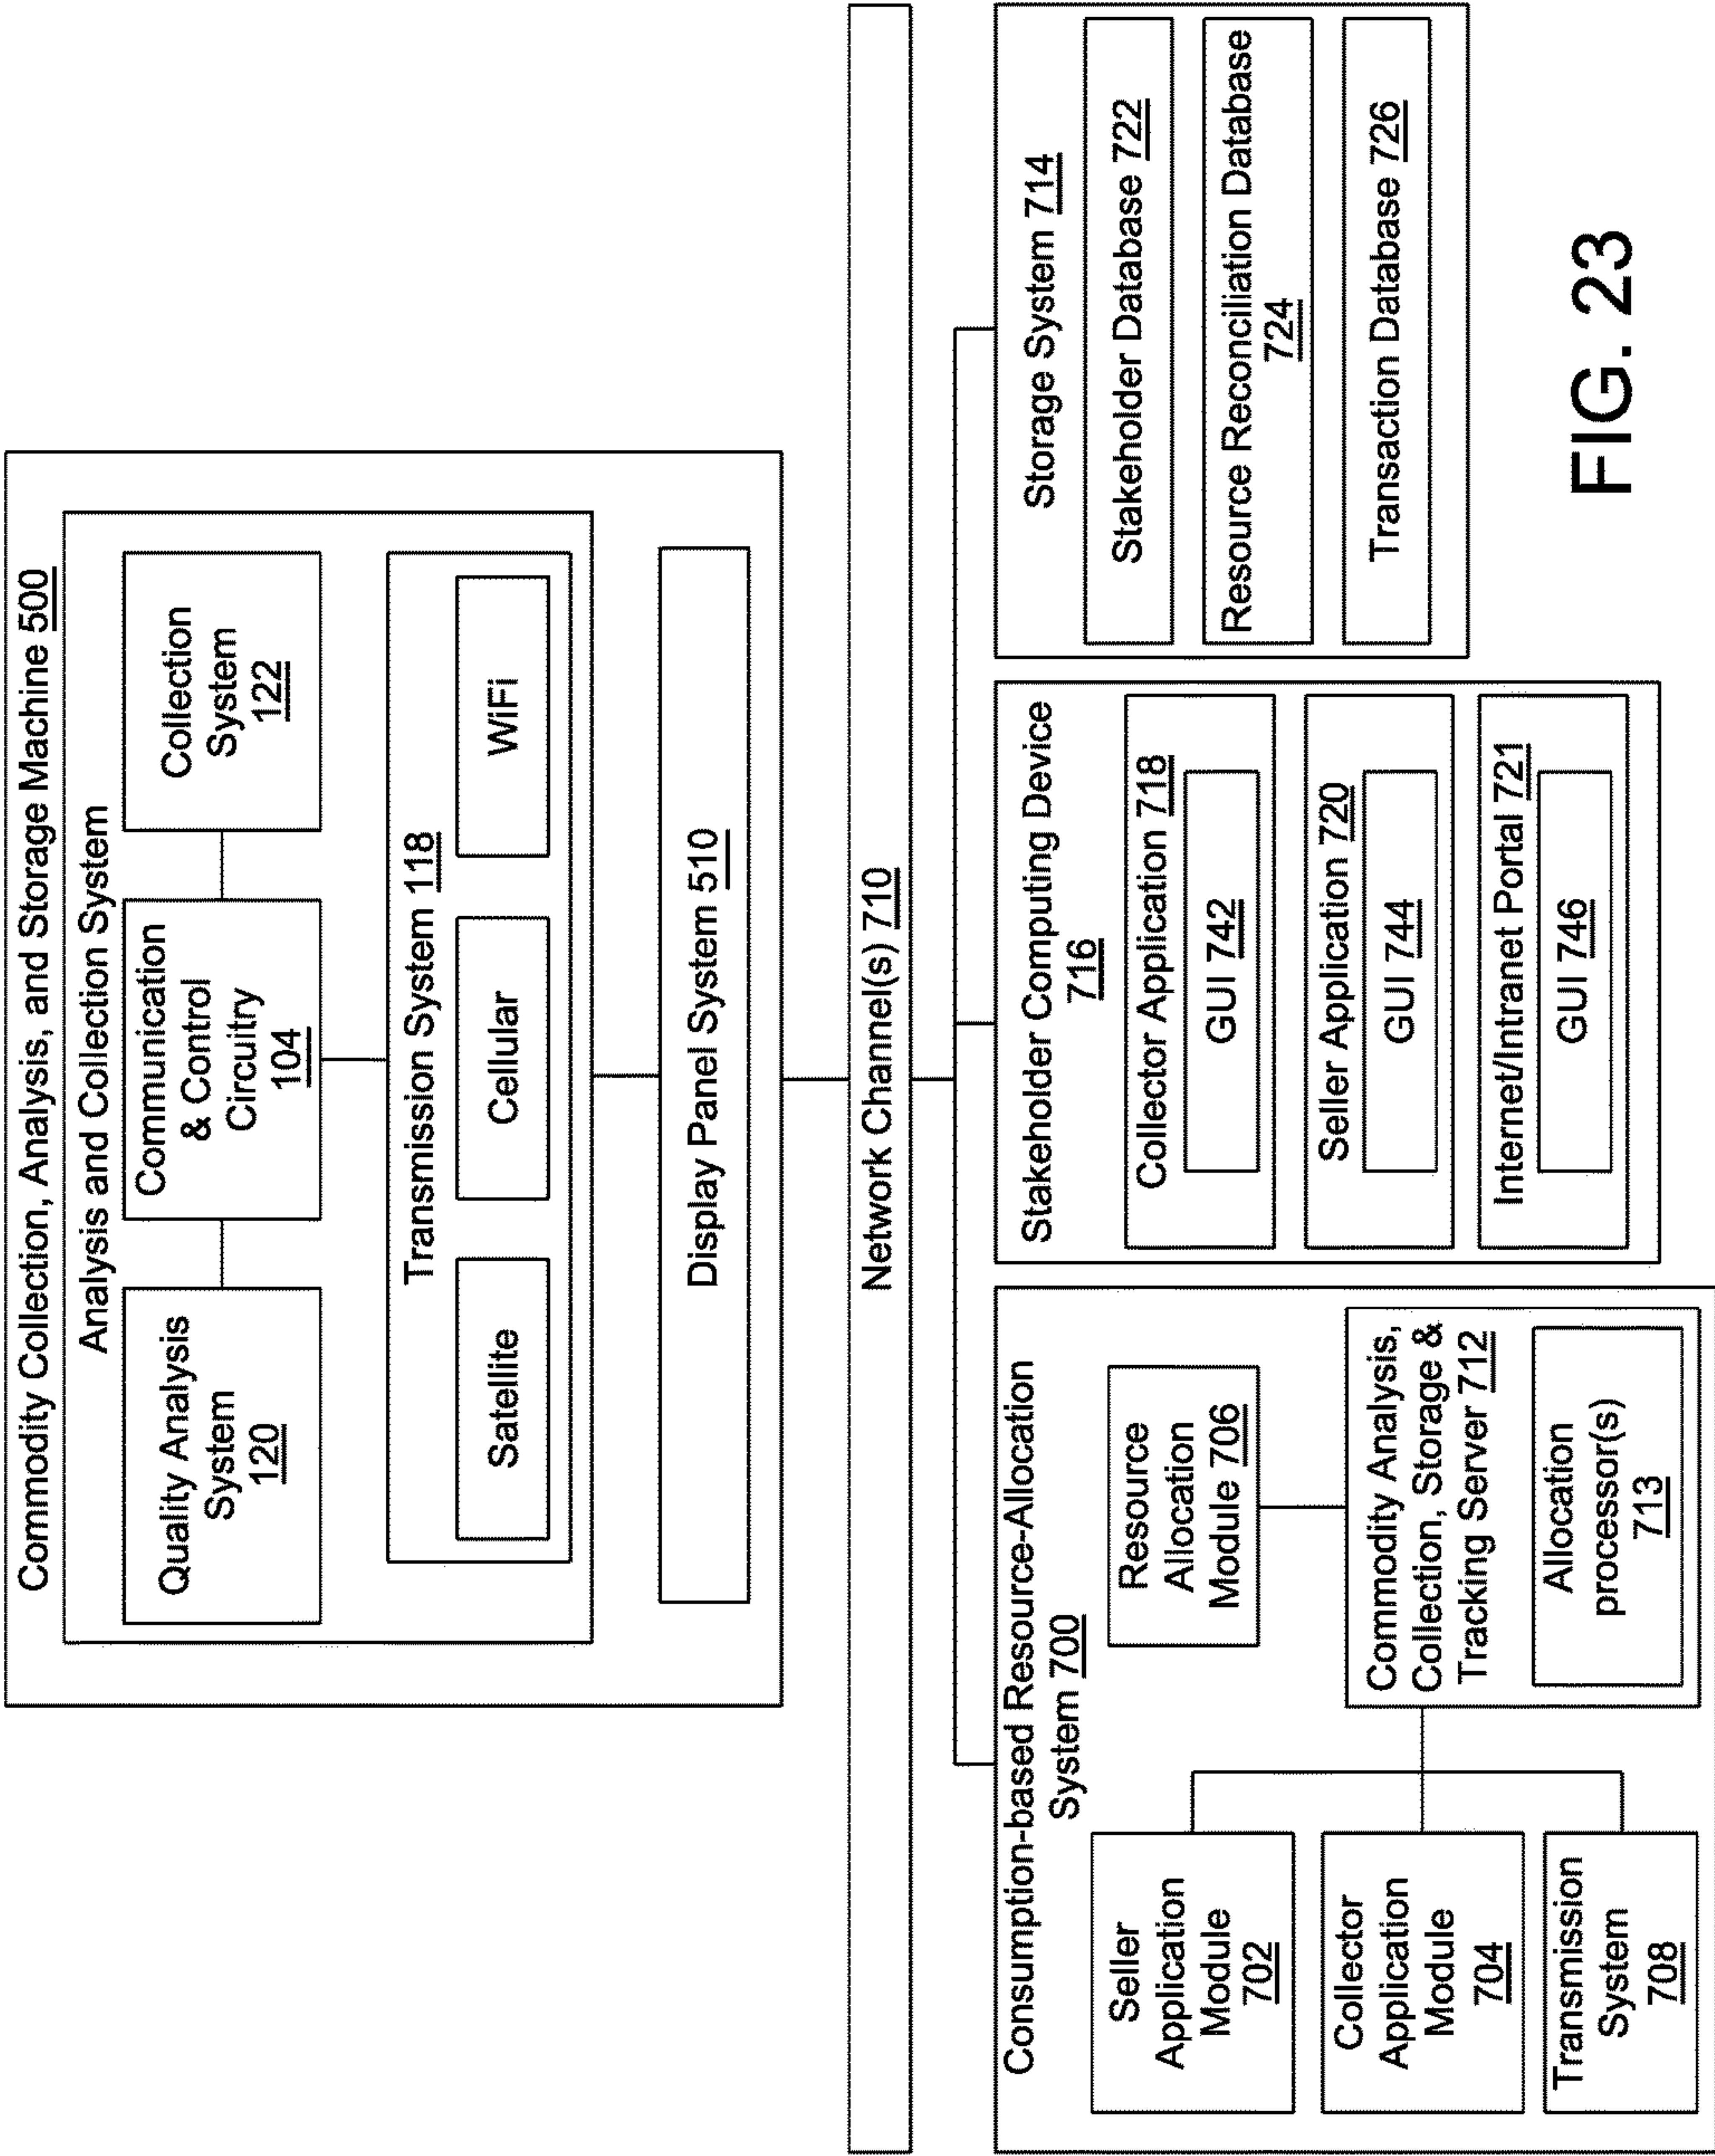 Commodity Collection, Analysis, and Storage Machine 500
Analysis and Collection System
Quality Analysis
System
120
Communication
& Control
Circuitry
104
Collection
System
122
Transmission System 118
Satellite
Cellular
WiFi
Display Panel System 510
Network Channel(s) 710
Consumption-based Resource-Allocation
System 700
Seller
Application
Module
702
Collector
Application
Module
704
Transmission
System
708
Resource
Allocation
Module 706
Commodity Analysis,
Collection, Storage &
Tracking Server 712
Allocation
processor(s)
713
Stakeholder Computing Device
716
Collector Application 718
GUI 742
Seller Application 720
GUI 744
Internet/Intranet Portal 721
GUI 746
Storage System 714
Stakeholder Database 722
Resource Reconciliation Database
724
Transaction Database 726
FIG. 23